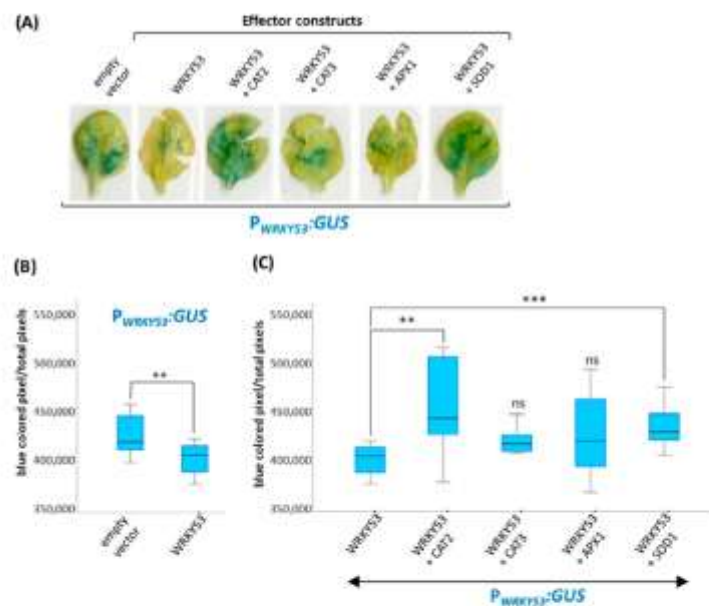 (A)
Effector constructs
empty
vector
WRKY53
WRKY53
+ CAT2
WRKY53
+ CAT3
WRKY53
+ APX1
WRKY53
+ SOD1
PWRKY53:GUS
(B)
(C)
blue colored pixel/total pixels
550,000
500,000
450,000
400,000
350,000
PWRKY53:GUS
**
empty
vector
WRKY53
blue colored pixel/total pixels
550,000
500,000
450,000
400,000
350,000
***
**
ns
ns
WRKY53
WRKY53
+ CAT2
WRKY53
+ CAT3
WRKY53
+ APX1
WRKY53
+ SOD1
PWRKY53:GUS